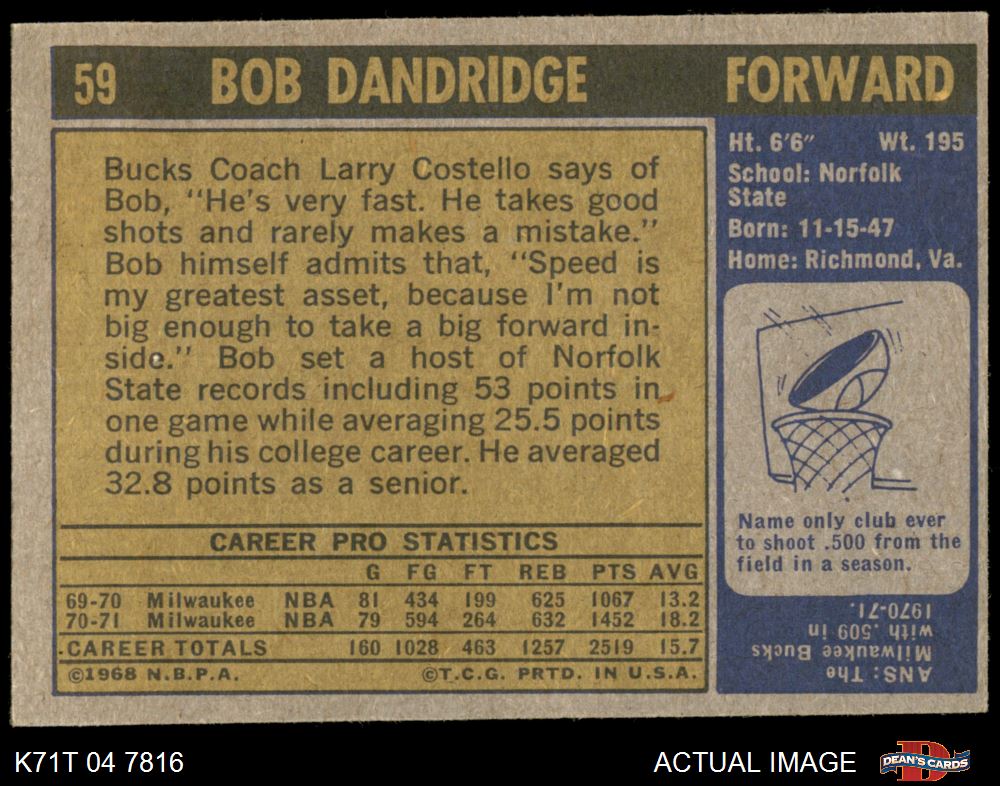 59 BOB DANDRIDGE FORWARD
Bucks Coach Larry Costello says of
Bob, “He’s very fast. He takes good
shots and rarely makes a mistake.”
Bob himself admits that, “Speed is
my greatest asset, because I’m not
big enough to take a big forward in-
side.” Bob set a host of Norfolk
State records including 53 points in
one game while averaging 25.5 points
during his college career. He averaged
32.8 points as a senior.
CAREER PRO STATISTICS
G FG FT REB PTS AVG
69-70 Milwaukee NBA 81 434 199 625 1067 13.2
70-71 Milwaukee NBA 79 594 264 632 1452 18.2
CAREER TOTALS 160 1028 463 1257 2519 15.7
©1968 N.B.P.A. ©T.C.G. PRTD. IN U.S.A.
Ht. 6’6” Wt. 195
School: Norfolk
State
Born: 11-15-47
Home: Richmond, Va.
Name only club ever
to shoot .500 from the
field in a season.
ANS: The
Milwaukee Bucks
with .509 in
1970-71.
K71T 04 7816 ACTUAL IMAGE D DEAN'S CARDS